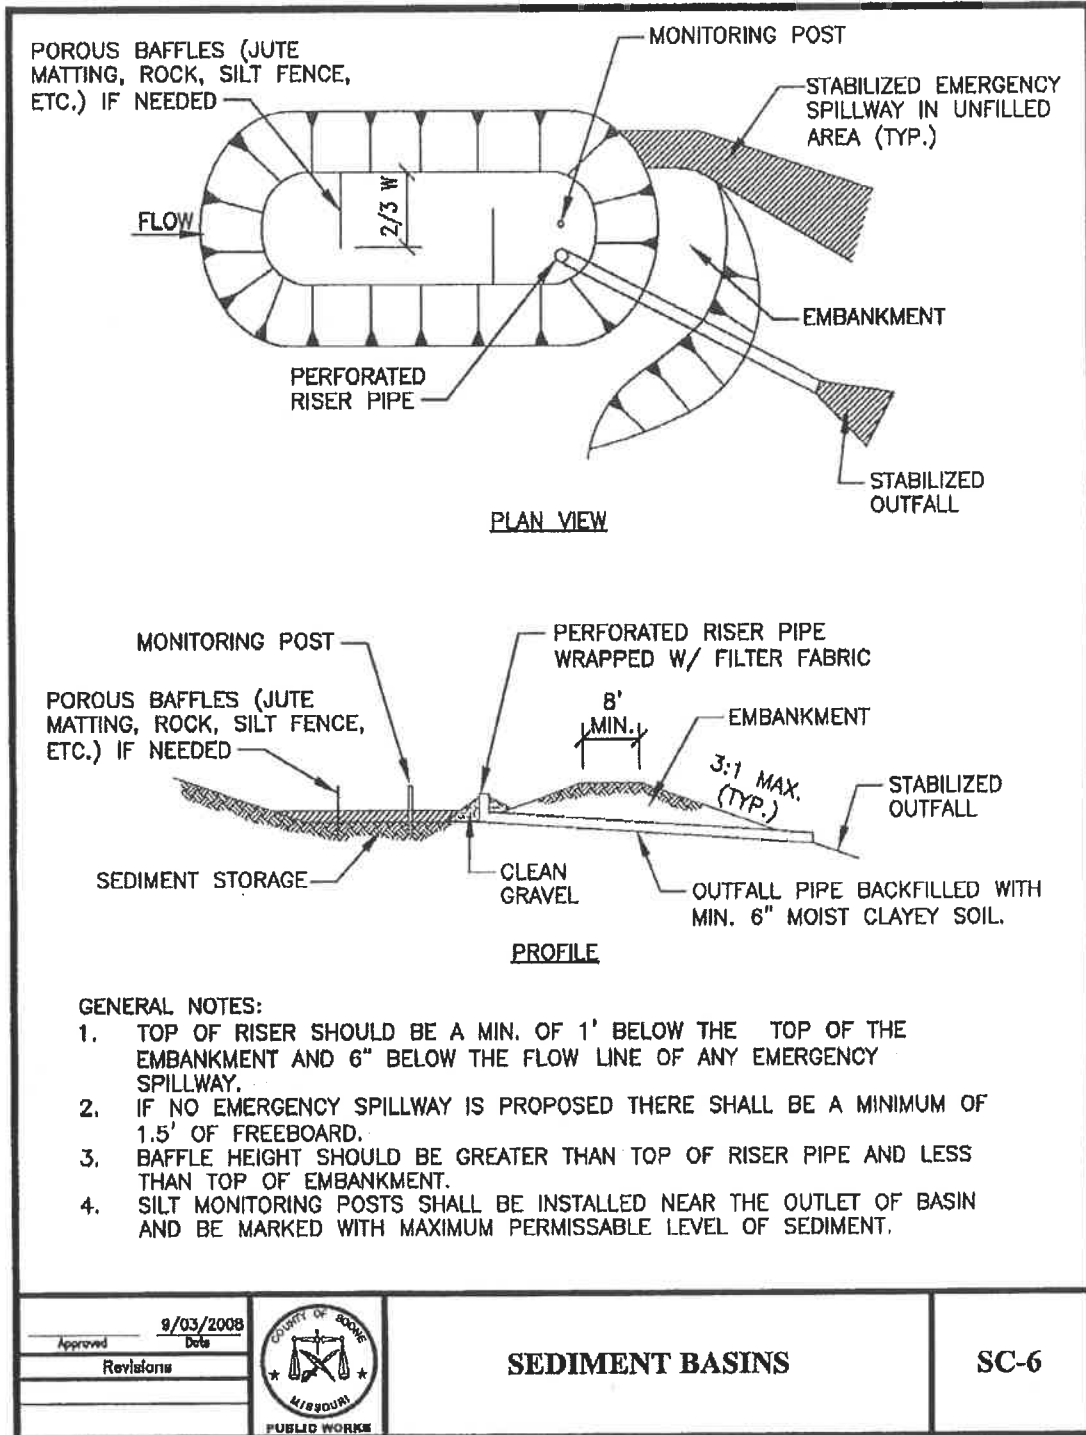 POROUS BAFFLES (JUTE
MATTING, ROCK, SILT FENCE,
ETC.) IF NEEDED
MONITORING POST
STABILIZED EMERGENCY
SPILLWAY IN UNFILLED
AREA (TYP.)
FLOW
2/3 W
EMBANKMENT
PERFORATED
RISER PIPE
STABILIZED
OUTFALL
PLAN VIEW
MONITORING POST
PERFORATED RISER PIPE
WRAPPED W/ FILTER FABRIC
POROUS BAFFLES (JUTE
MATTING, ROCK, SILT FENCE,
ETC.) IF NEEDED
8'
MIN.
EMBANKMENT
3:1 MAX.
(TYP.)
STABILIZED
OUTFALL
SEDIMENT STORAGE
CLEAN
GRAVEL
OUTFALL PIPE BACKFILLED WITH
MIN. 6" MOIST CLAYEY SOIL.
PROFILE
GENERAL NOTES:
1. TOP OF RISER SHOULD BE A MIN. OF 1' BELOW THE TOP OF THE
EMBANKMENT AND 6" BELOW THE FLOW LINE OF ANY EMERGENCY
SPILLWAY.
2. IF NO EMERGENCY SPILLWAY IS PROPOSED THERE SHALL BE A MINIMUM OF
1.5' OF FREEBOARD.
3. BAFFLE HEIGHT SHOULD BE GREATER THAN TOP OF RISER PIPE AND LESS
THAN TOP OF EMBANKMENT.
4. SILT MONITORING POSTS SHALL BE INSTALLED NEAR THE OUTLET OF BASIN
AND BE MARKED WITH MAXIMUM PERMISSABLE LEVEL OF SEDIMENT.
9/03/2008
Approved Date
Revisions
COUNTY OF BOONE
MISSOURI
PUBLIC WORKS
SEDIMENT BASINS
SC-6